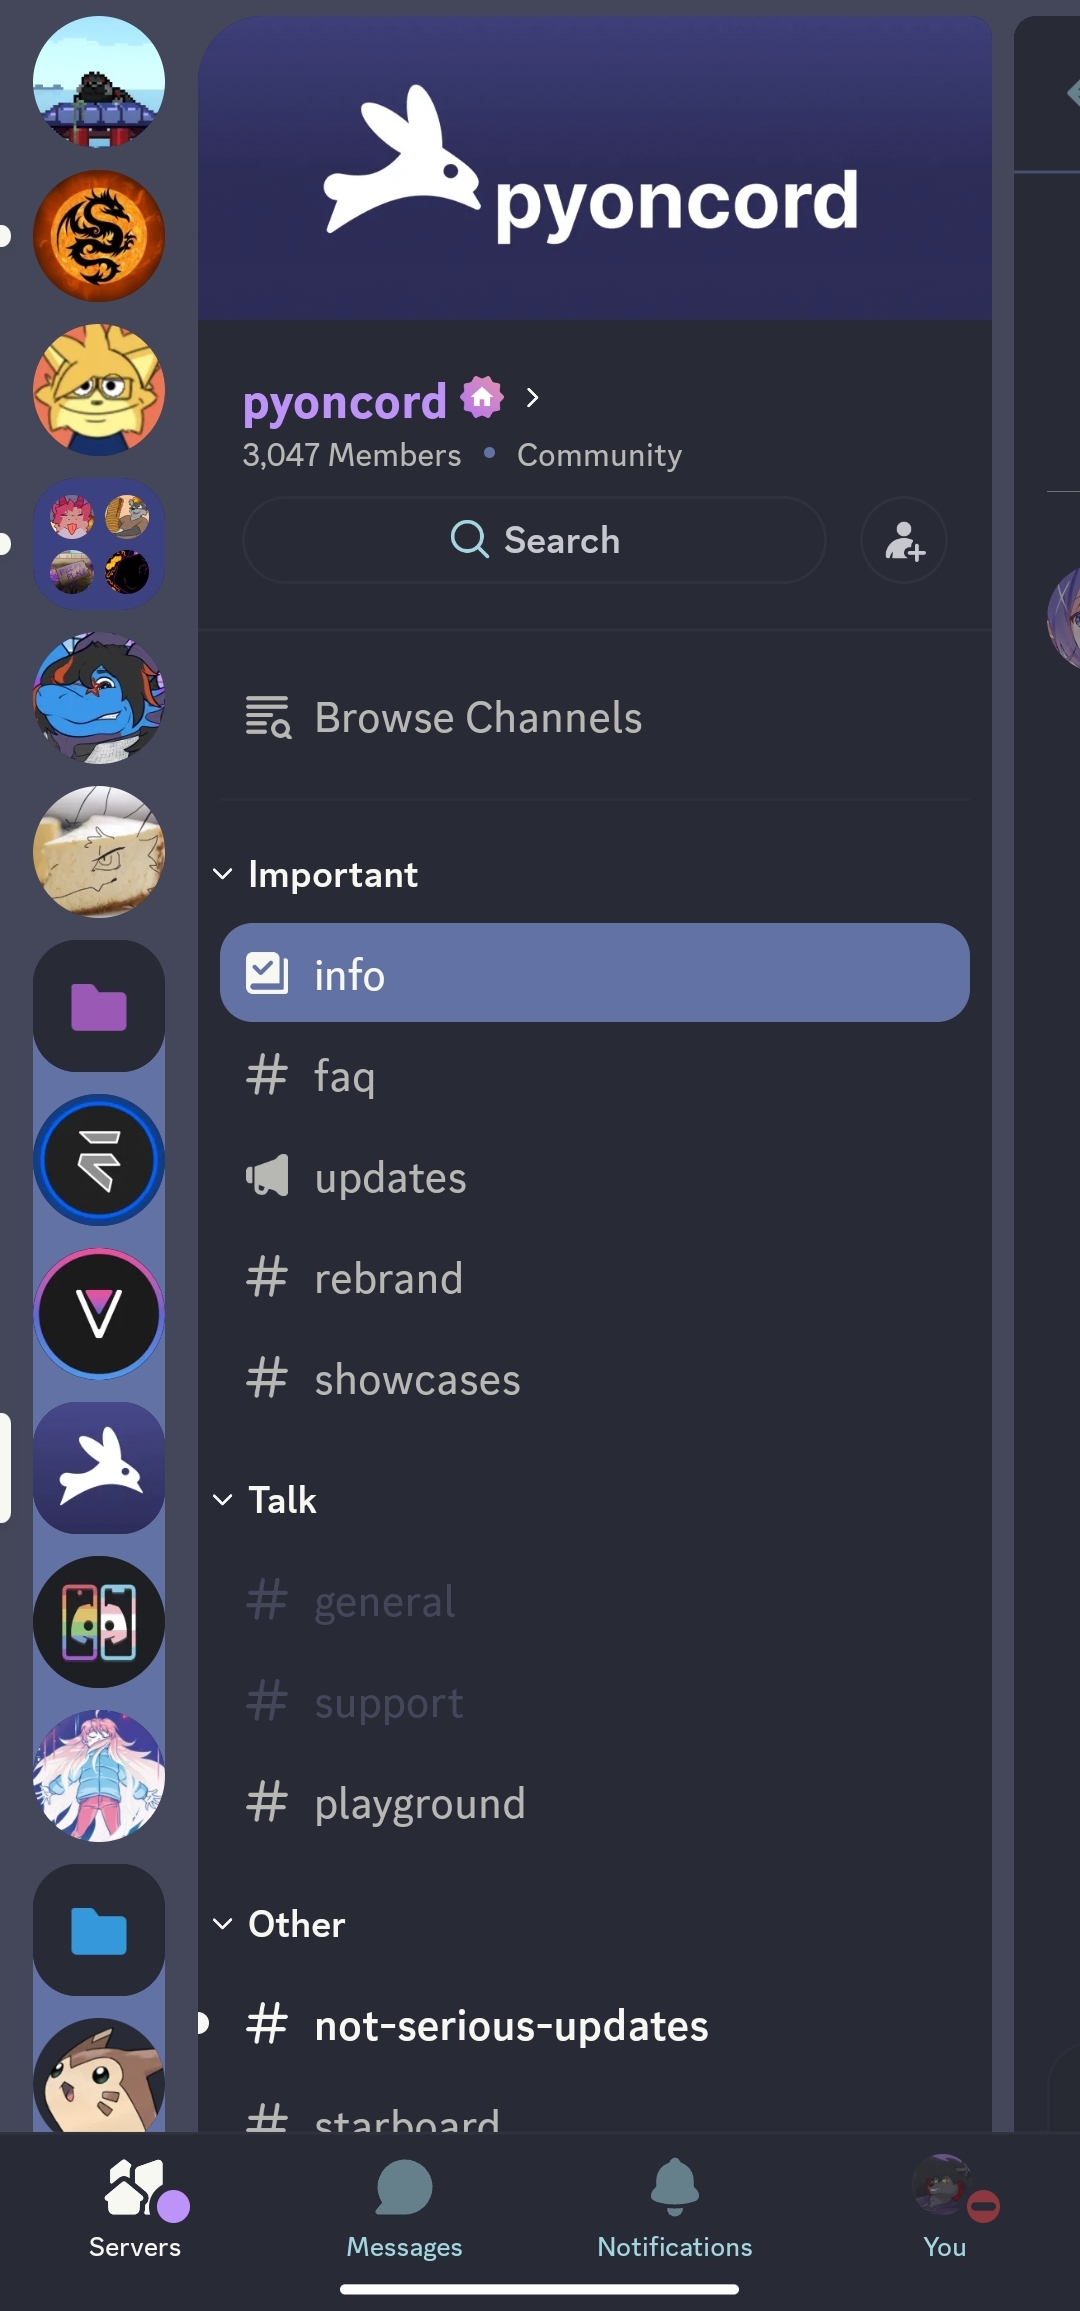 pyoncord
pyoncord
3,047 Members • Community
Search
Browse Channels
Important
info
faq
updates
rebrand
showcases
Talk
general
support
playground
Other
not-serious-updates
starboard
Servers
Messages
Notifications
You